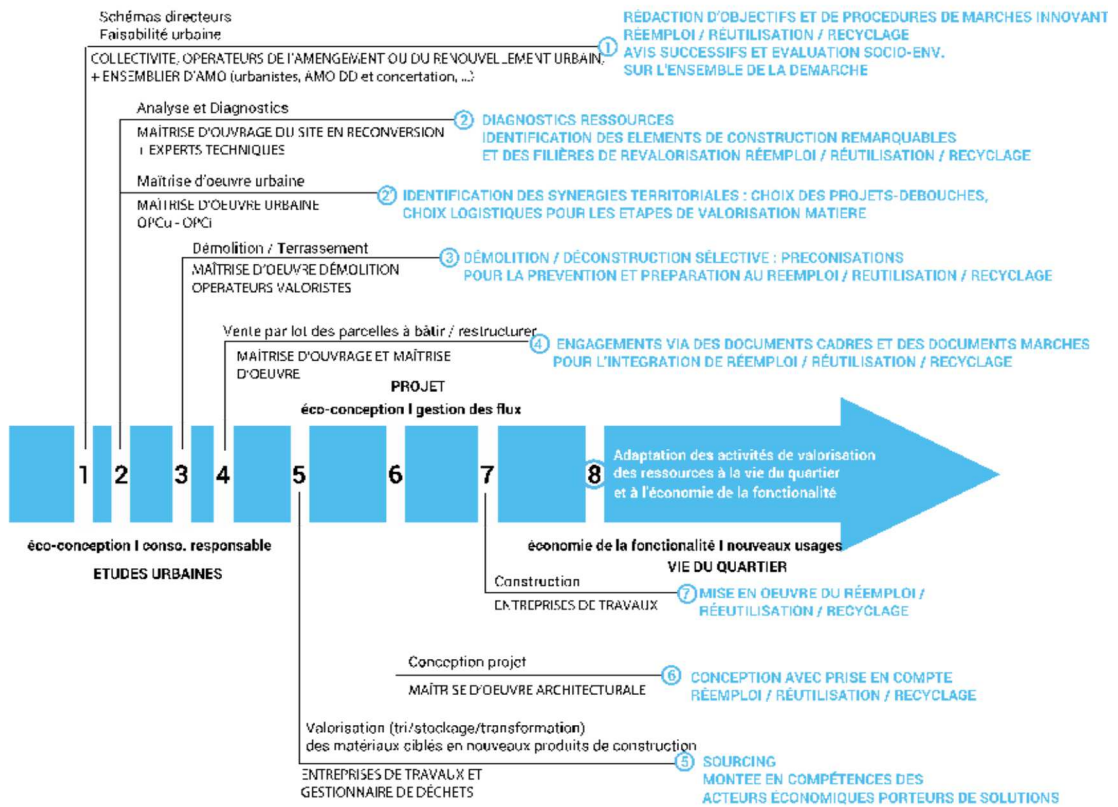 Schémas directeurs
Faisabilité urbaine
COLLECTIVITE, OPERATEURS DE L'AMENGEMENT OU DU RENOUVELLEMENT URBAIN,
+ ENSEMBLIER D'AMO (urbanistes, AMO DD et concertation, ...)
1
RÉDACTION D'OBJECTIFS ET DE PROCEDURES DE MARCHES INNOVANT
RÉEMPLOI / RÉUTILISATION / RECYCLAGE
AVIS SUCCESSIFS ET EVALUATION SOCIO-ENV.
SUR L'ENSEMBLE DE LA DEMARCHE
Analyse et Diagnostics
MAÎTRISE D'OUVRAGE DU SITE EN RECONVERSION
+ EXPERTS TECHNIQUES
2
DIAGNOSTICS RESSOURCES
IDENTIFICATION DES ELEMENTS DE CONSTRUCTION REMARQUABLES
ET DES FILIÈRES DE REVALORISATION RÉEMPLOI / RÉUTILISATION / RECYCLAGE
Maîtrise d'oeuvre urbaine
MAÎTRISE D'OEUVRE URBAINE
OPCu - OPCi
2'
IDENTIFICATION DES SYNERGIES TERRITORIALES : CHOIX DES PROJETS-DEBOUCHES,
CHOIX LOGISTIQUES POUR LES ETAPES DE VALORISATION MATIERE
Démolition / Terrassement
MAÎTRISE D'OEUVRE DÉMOLITION
OPERATEURS VALORISTES
3
DÉMOLITION / DÉCONSTRUCTION SÉLECTIVE : PRECONISATIONS
POUR LA PREVENTION ET PREPARATION AU REEMPLOI / REUTILISATION / RECYCLAGE
Vente par lot des parcelles à bâtir / restructurer
MAÎTRISE D'OUVRAGE ET MAÎTRISE
D'OEUVRE
4
ENGAGEMENTS VIA DES DOCUMENTS CADRES ET DES DOCUMENTS MARCHES
POUR L'INTEGRATION DE RÉEMPLOI / RÉUTILISATION / RECYCLAGE
PROJET
éco-conception I gestion des flux
1 2 3 4 5 6 7 8
Adaptation des activités de valorisation
des ressources à la vie du quartier
et à l'économie de la fonctionalité
éco-conception I conso. responsable
ETUDES URBAINES
économie de la fonctionalité I nouveaux usages
VIE DU QUARTIER
Construction
ENTREPRISES DE TRAVAUX
7
MISE EN OEUVRE DU RÉEMPLOI /
RÉEUTILISATION / RECYCLAGE
Conception projet
MAÎTR SE D'OEUVRE ARCHITECTURALE
6
CONCEPTION AVEC PRISE EN COMPTE
RÉEMPLOI / RÉUTILISATION / RECYCLAGE
Valorisation (tri/stockage/transformation)
des matériaux ciblés en nouveaux produits de construction
ENTREPRISES DE TRAVAUX ET
GESTIONNAIRE DE DÉCHETS
5
SOURCING
MONTEE EN COMPÉTENCES DES
ACTEURS ÉCONOMIQUES PORTEURS DE SOLUTIONS